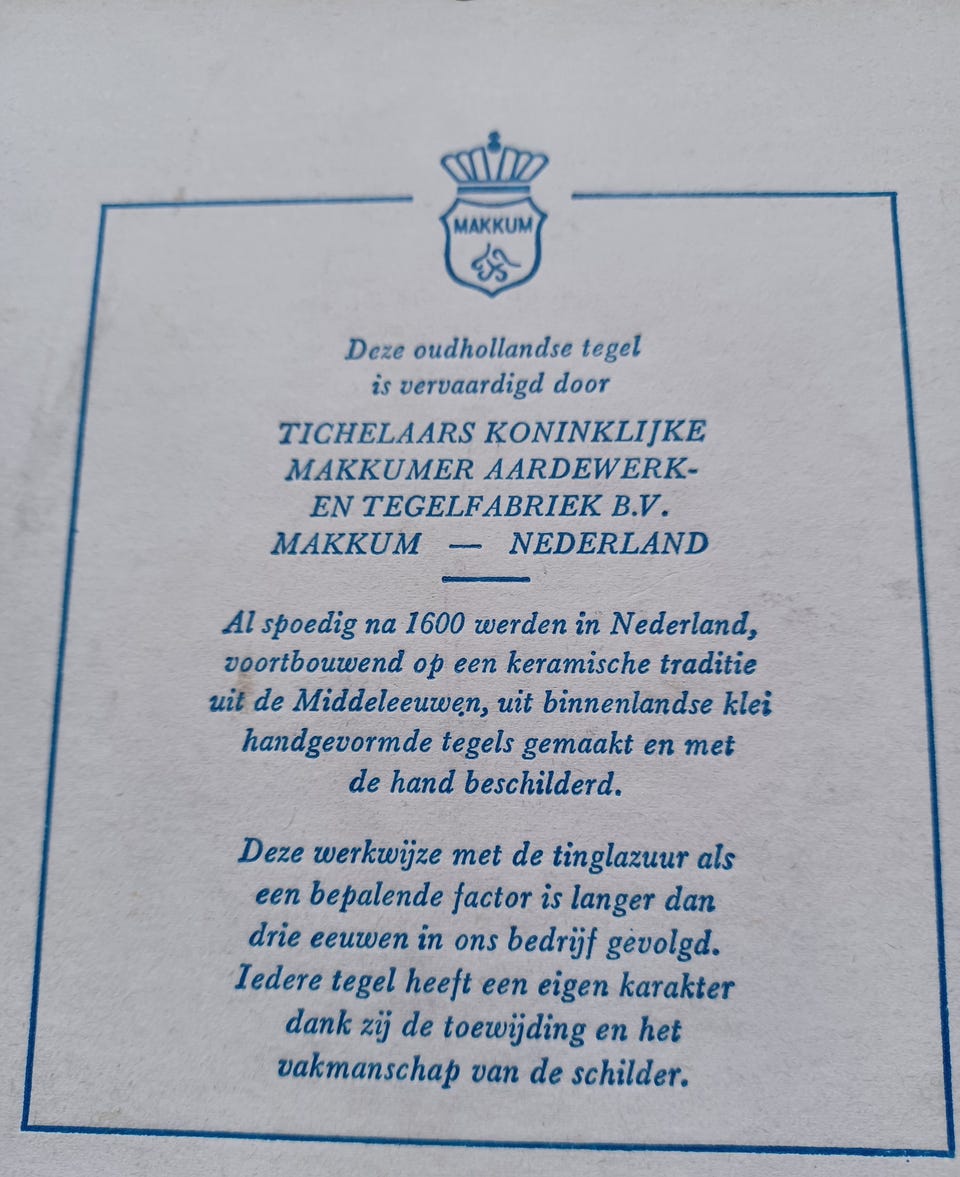 MAKKUM
Deze oudhollandse tegel
is vervaardigd door
TICHELAARS KONINKLIJKE
MAKKUMER AARDEWERK-
EN TEGELFABRIEK B.V.
MAKKUM — NEDERLAND
Al spoedig na 1600 werden in Nederland,
voortbouwend op een keramische traditie
uit de Middeleeuwen, uit binnenlandse klei
handgevormde tegels gemaakt en met
de hand beschilderd.
Deze werkwijze met de tinglazuur als
een bepalende factor is langer dan
drie eeuwen in ons bedrijf gevolgd.
Iedere tegel heeft een eigen karakter
dank zij de toewijding en het
vakmanschap van de schilder.